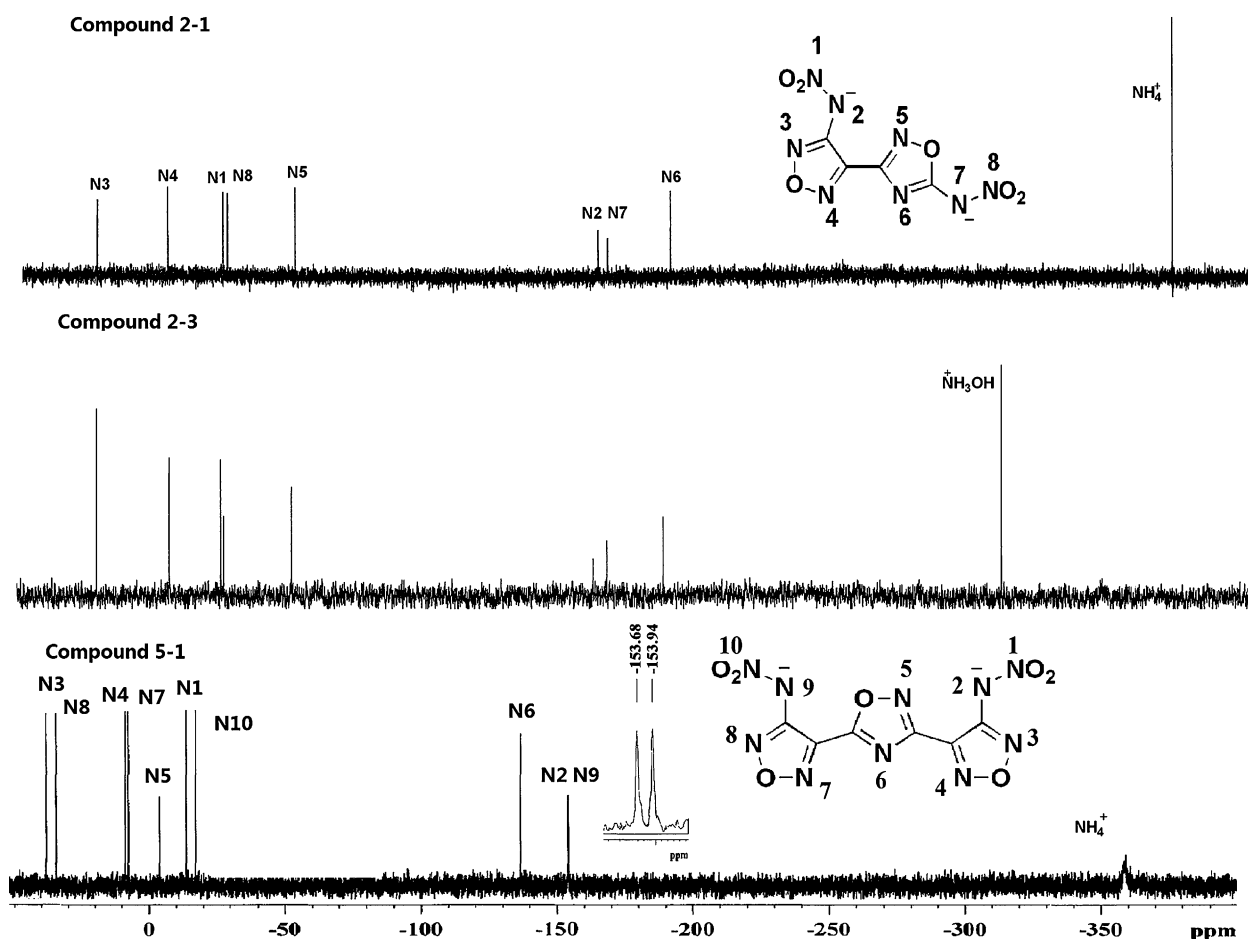 Compound 2-1
1
O₂N N⁻
2
3
N
O N
4
5
N O
N
6
7 8
N⁻ NO₂
NH₄⁺
N3
N4
N1 N8
N5
N2 N7
N6
Compound 2-3
⁺NH₃OH
Compound 5-1
N3
N8
N4 N7
N1
N10
N5
N6
N2 N9
-153.68
-153.94
ppm
10
O₂N N⁻
9
8 N
O-N
7
O-N
5
N
6
1
N⁻ NO₂
2
N 3
N O
4
NH₄⁺
0 -50 -100 -150 -200 -250 -300 -350 ppm